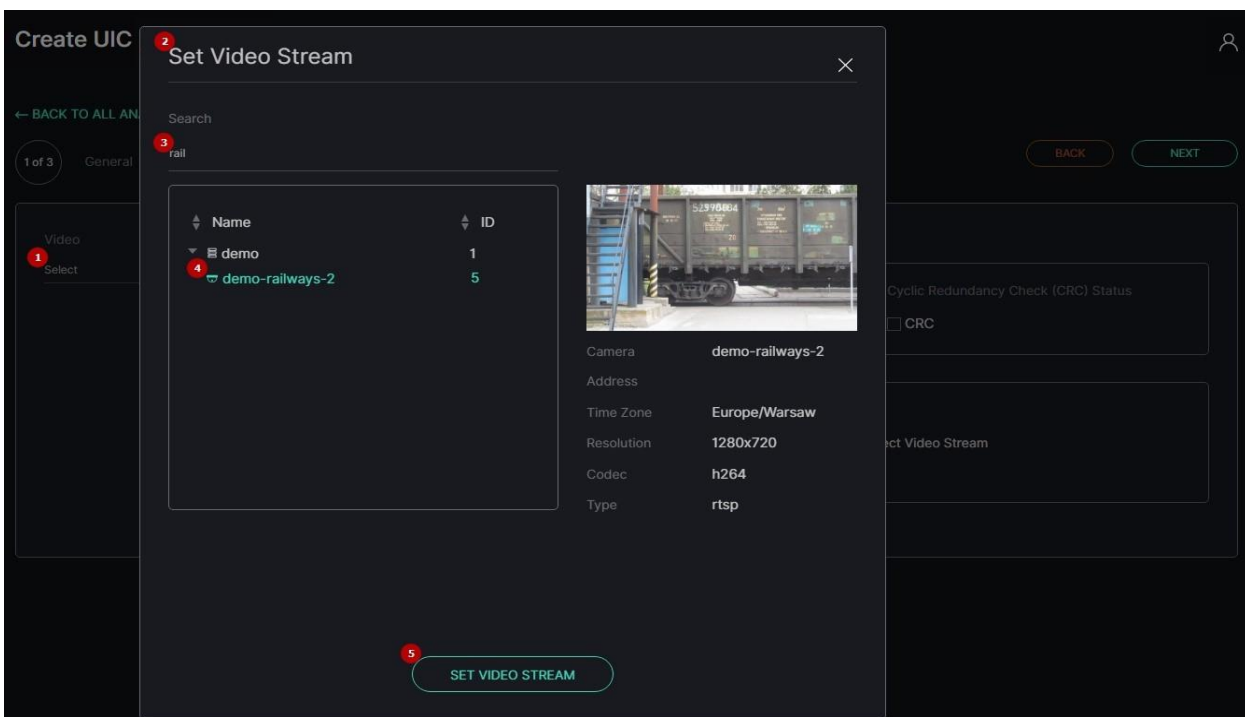 Create UIC
2
Set Video Stream
← BACK TO ALL AN
Search
3
rail
1 of 3
General
BACK
NEXT
Video
1
Select
Name
ID
demo
1
4
demo-railways-2
5
20
Cyclic Redundancy Check (CRC) Status
CRC
Camera
demo-railways-2
Address
Time Zone
Europe/Warsaw
Resolution
1280x720
ect Video Stream
Codec
h264
Type
rtsp
5
SET VIDEO STREAM